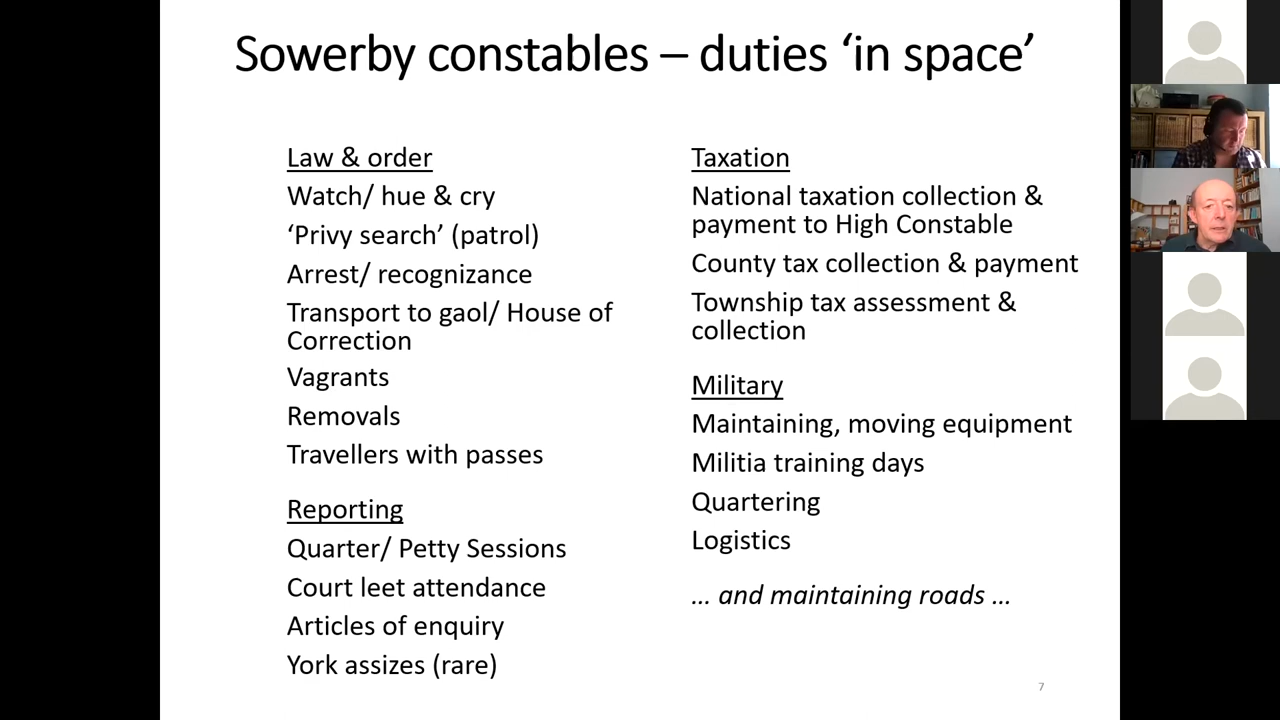 Sowerby constables – duties ‘in space’
Law & order
Watch/ hue & cry
‘Privy search’ (patrol)
Arrest/ recognizance
Transport to gaol/ House of
Correction
Vagrants
Removals
Travellers with passes
Reporting
Quarter/ Petty Sessions
Court leet attendance
Articles of enquiry
York assizes (rare)
Taxation
National taxation collection &
payment to High Constable
County tax collection & payment
Township tax assessment &
collection
Military
Maintaining, moving equipment
Militia training days
Quartering
Logistics
... and maintaining roads ...
7